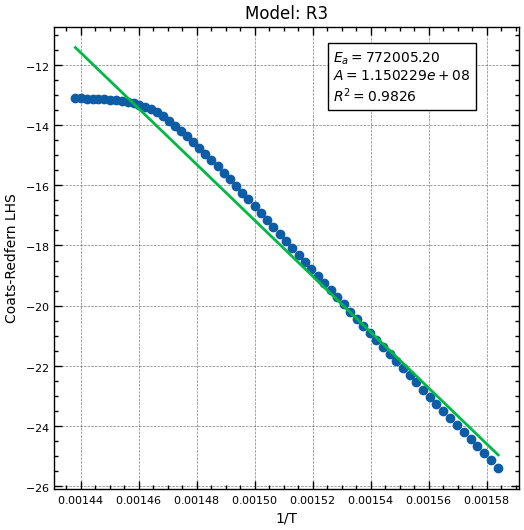 Model: R3
E_a = 772005.20
A = 1.150229e + 08
R^2 = 0.9826
Coats-Redfern LHS
−12
−14
−16
−18
−20
−22
−24
−26
0.00144 0.00146 0.00148 0.00150 0.00152 0.00154 0.00156 0.00158
1/T